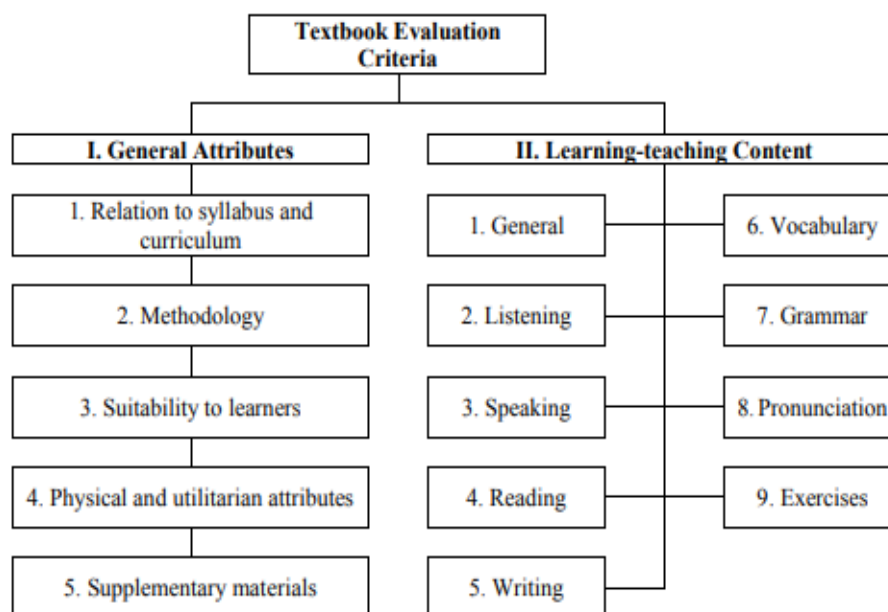 Textbook Evaluation
Criteria
I. General Attributes
1. Relation to syllabus and
curriculum
2. Methodology
3. Suitability to learners
4. Physical and utilitarian attributes
5. Supplementary materials
II. Learning-teaching Content
1. General
2. Listening
3. Speaking
4. Reading
5. Writing
6. Vocabulary
7. Grammar
8. Pronunciation
9. Exercises